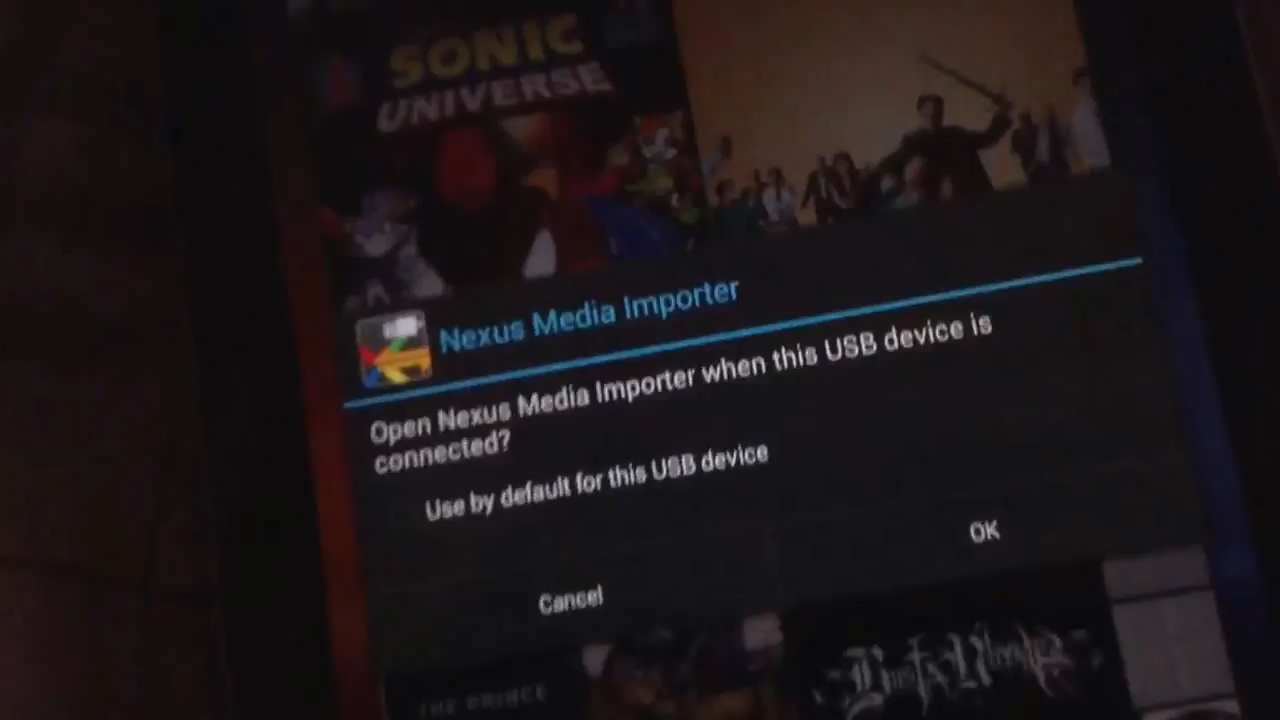 SONIC
UNIVERSE
Nexus Media Importer
Open Nexus Media Importer when this USB device is
connected?
Use by default for this USB device
OK
Cancel
THE PRINCE